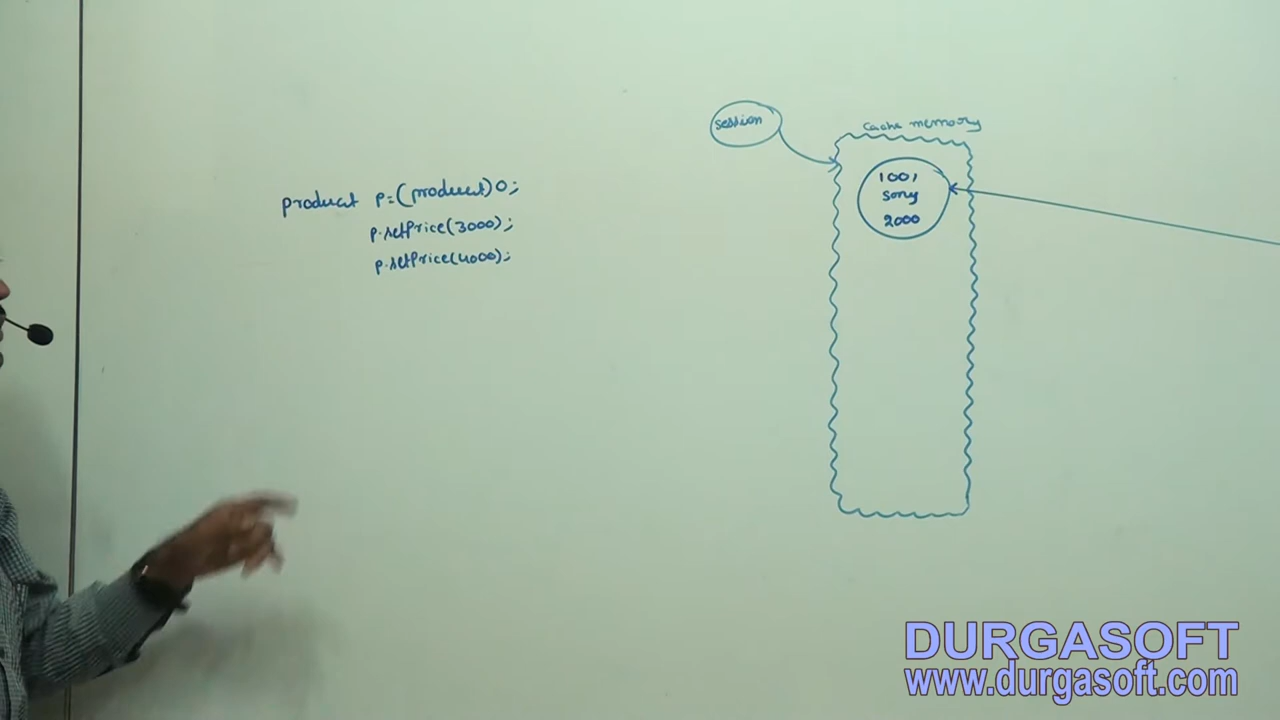 product p=(product)o;
p.setPrice(3000);
p.setPrice(4000);
session
Cache memory
1001
sony
2000
DURGASOFT
www.durgasoft.com